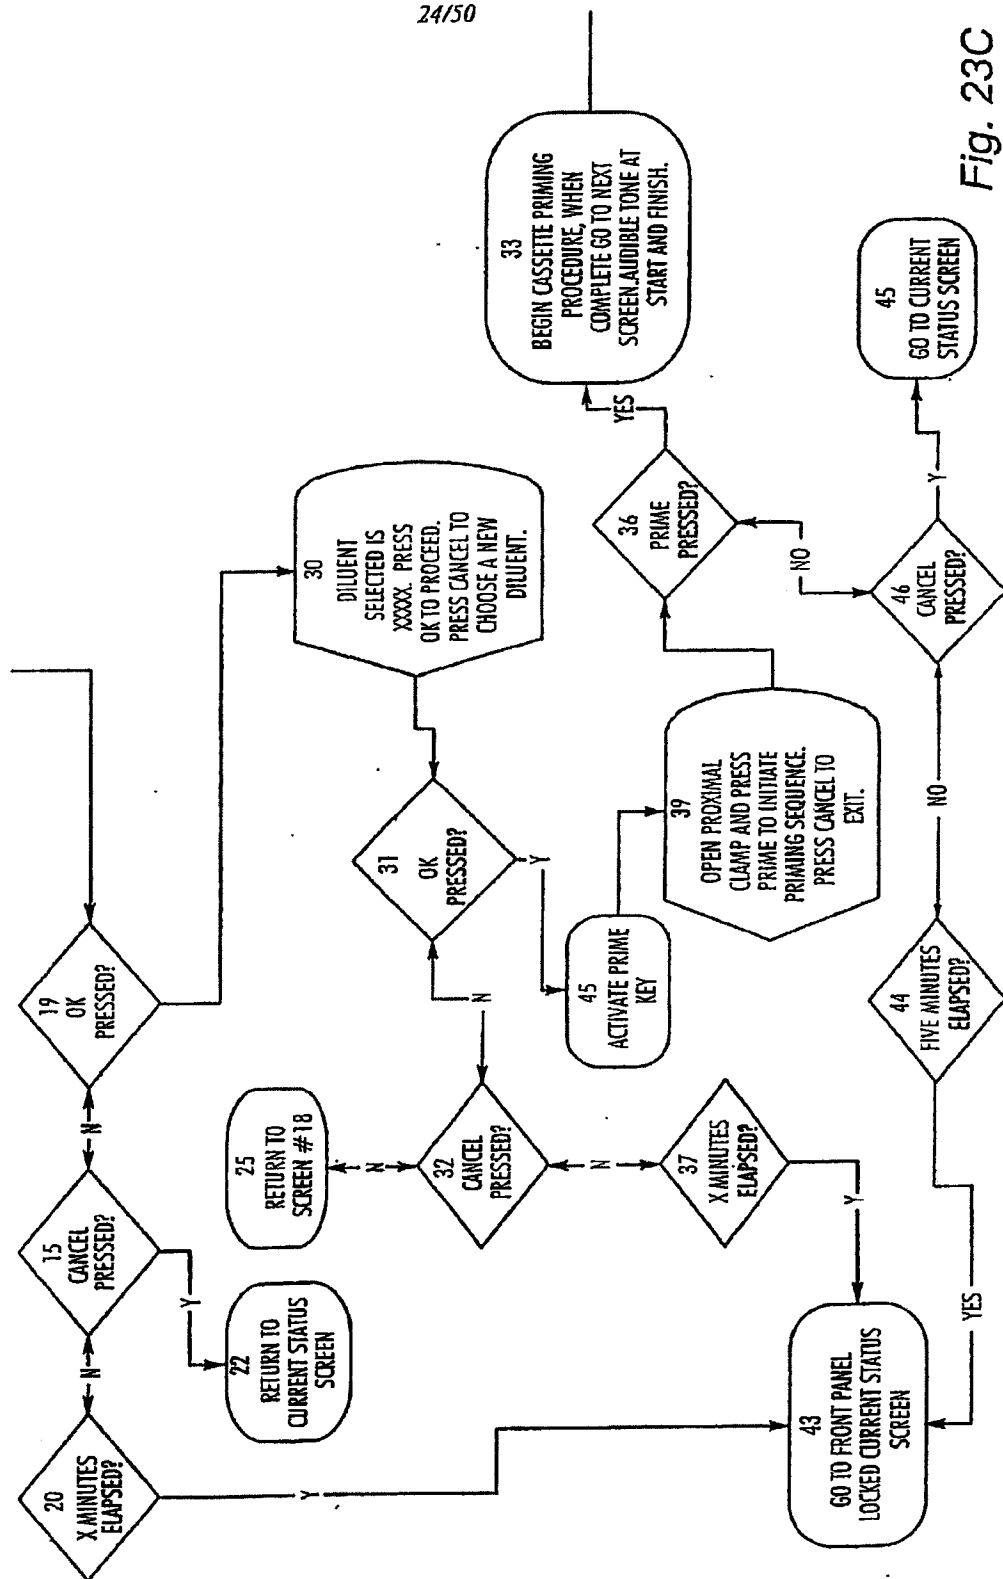 24/50
20
X MINUTES
ELAPSED?
N
15
CANCEL
PRESSED?
N
19
OK
PRESSED?
Y
22
RETURN TO
CURRENT STATUS
SCREEN
25
RETURN TO
SCREEN #18
N
30
DILUENT
SELECTED IS
XXXX. PRESS
OK TO PROCEED.
PRESS CANCEL TO
CHOOSE A NEW
DILUENT.
31
OK
PRESSED?
N
Y
32
CANCEL
PRESSED?
N
37
X MINUTES
ELAPSED?
Y
Y
45
ACTIVATE PRIME
KEY
39
OPEN PROXIMAL
CLAMP AND PRESS
PRIME TO INITIATE
PRIMING SEQUENCE.
PRESS CANCEL TO
EXIT.
36
PRIME
PRESSED?
YES
33
BEGIN CASSETTE PRIMING
PROCEDURE, WHEN
COMPLETE GO TO NEXT
SCREEN.AUDIBLE TONE AT
START AND FINISH.
NO
43
GO TO FRONT PANEL
LOCKED CURRENT STATUS
SCREEN
YES
44
FIVE MINUTES
ELAPSED?
NO
46
CANCEL
PRESSED?
Y
45
GO TO CURRENT
STATUS SCREEN
Fig. 23C